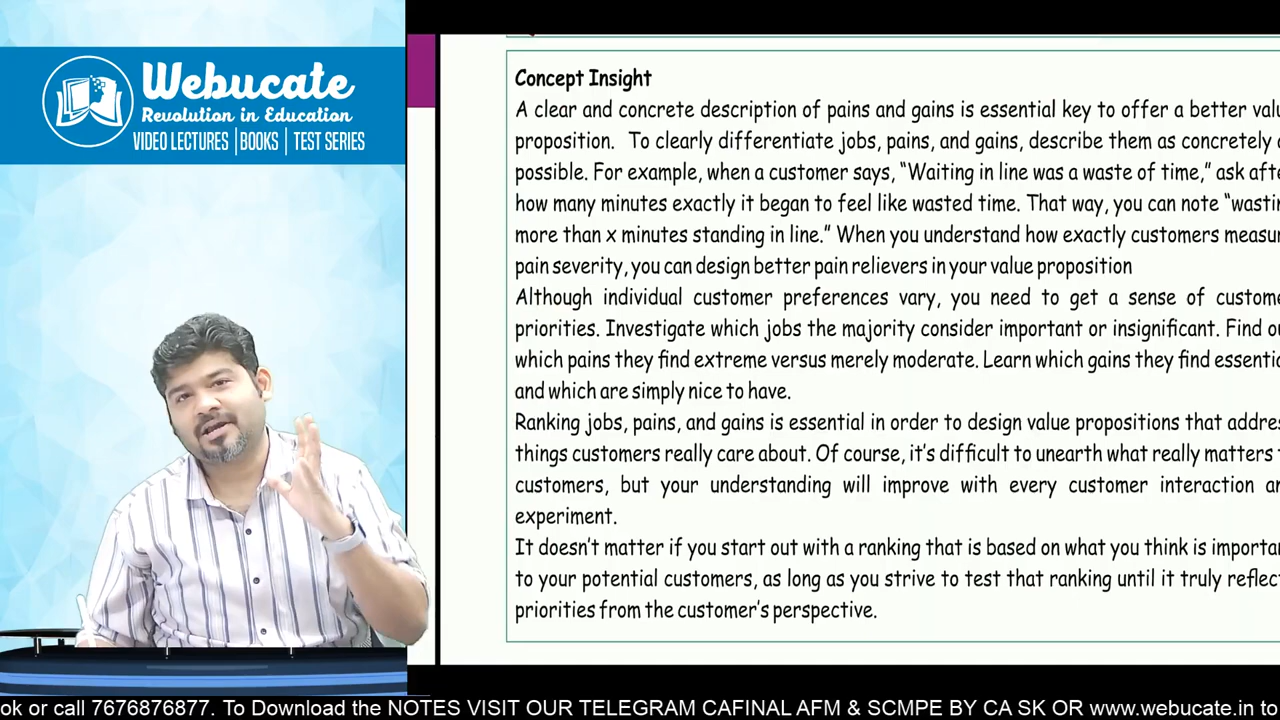 Webucate
Revolution in Education
VIDEO LECTURES | BOOKS | TEST SERIES
Concept Insight
A clear and concrete description of pains and gains is essential key to offer a better valu
proposition. To clearly differentiate jobs, pains, and gains, describe them as concretely
possible. For example, when a customer says, “Waiting in line was a waste of time,” ask afte
how many minutes exactly it began to feel like wasted time. That way, you can note “wastin
more than x minutes standing in line.” When you understand how exactly customers measur
pain severity, you can design better pain relievers in your value proposition
Although individual customer preferences vary, you need to get a sense of custome
priorities. Investigate which jobs the majority consider important or insignificant. Find o
which pains they find extreme versus merely moderate. Learn which gains they find essentia
and which are simply nice to have.
Ranking jobs, pains, and gains is essential in order to design value propositions that addres
things customers really care about. Of course, it’s difficult to unearth what really matters
customers, but your understanding will improve with every customer interaction an
experiment.
It doesn’t matter if you start out with a ranking that is based on what you think is importan
to your potential customers, as long as you strive to test that ranking until it truly reflect
priorities from the customer’s perspective.
ok or call 7676876877. To Download the NOTES VISIT OUR TELEGRAM CAFINAL AFM & SCMPE BY CA SK OR www.webucate.in to